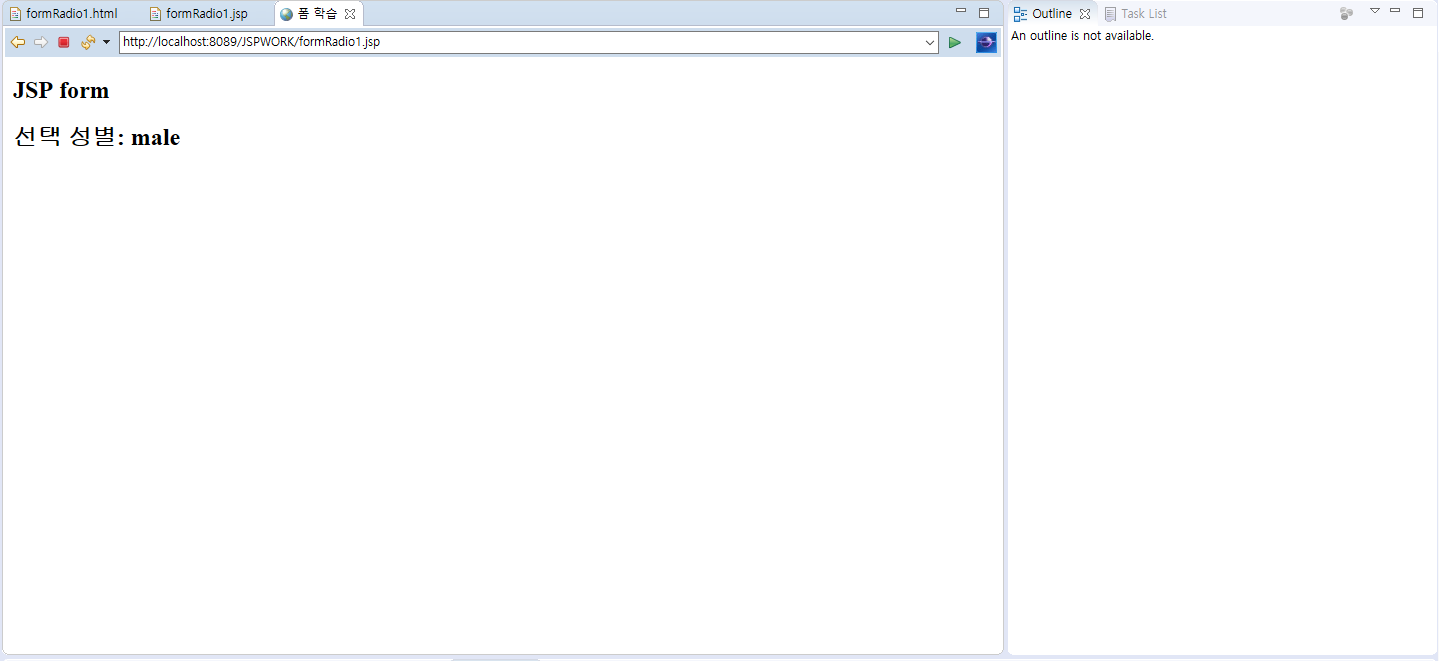 formRadio1.html formRadio1.jsp 폼 학습
http://localhost:8089/JSPWORK/formRadio1.jsp
JSP form
선택 성별: male
Outline Task List
An outline is not available.